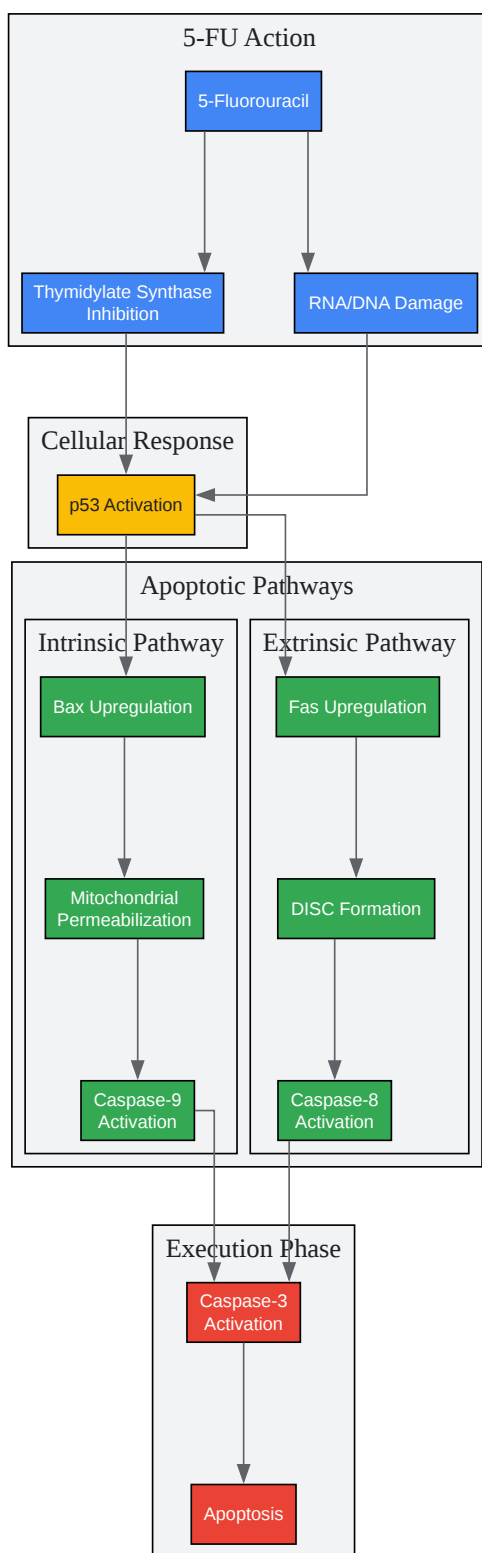 5-FU Action
5-Fluorouracil
Thymidylate Synthase
Inhibition
RNA/DNA Damage
Cellular Response
p53 Activation
Apoptotic Pathways
Intrinsic Pathway
Extrinsic Pathway
Bax Upregulation
Fas Upregulation
Mitochondrial
Permeabilization
DISC Formation
Caspase-9
Activation
Caspase-8
Activation
Execution Phase
Caspase-3
Activation
Apoptosis